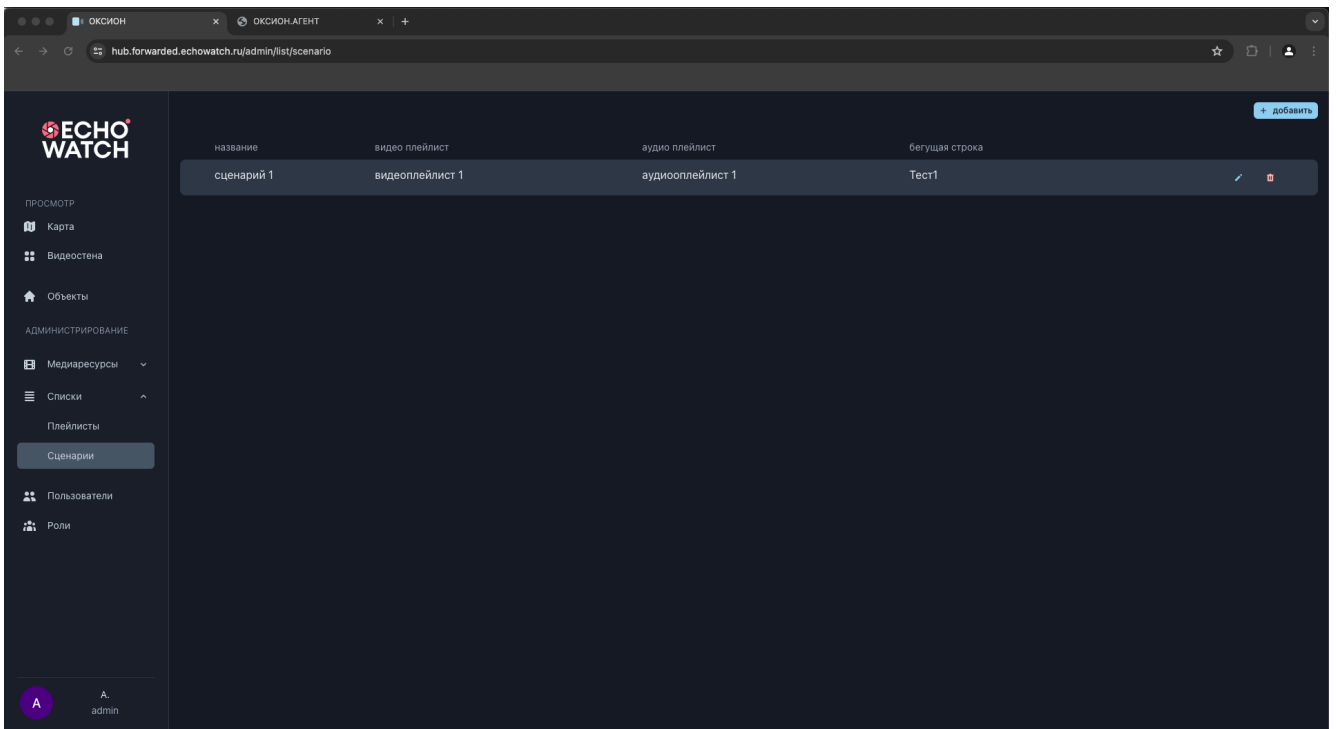 ОКСИОН
ОКСИОН.АГЕНТ
hub.forwarded.echowatch.ru/admin/list/scenario
+ добавить
ECHO
WATCH
название видео плейлист аудио плейлист бегущая строка
сценарий 1 видеоплейлист 1 аудиооплейлист 1 Тест1
ПРОСМОТР
Карта
Видеостена
Объекты
АДМИНИСТРИРОВАНИЕ
Медиаресурсы
Списки
Плейлисты
Сценарии
Пользователи
Роли
A
A.
admin